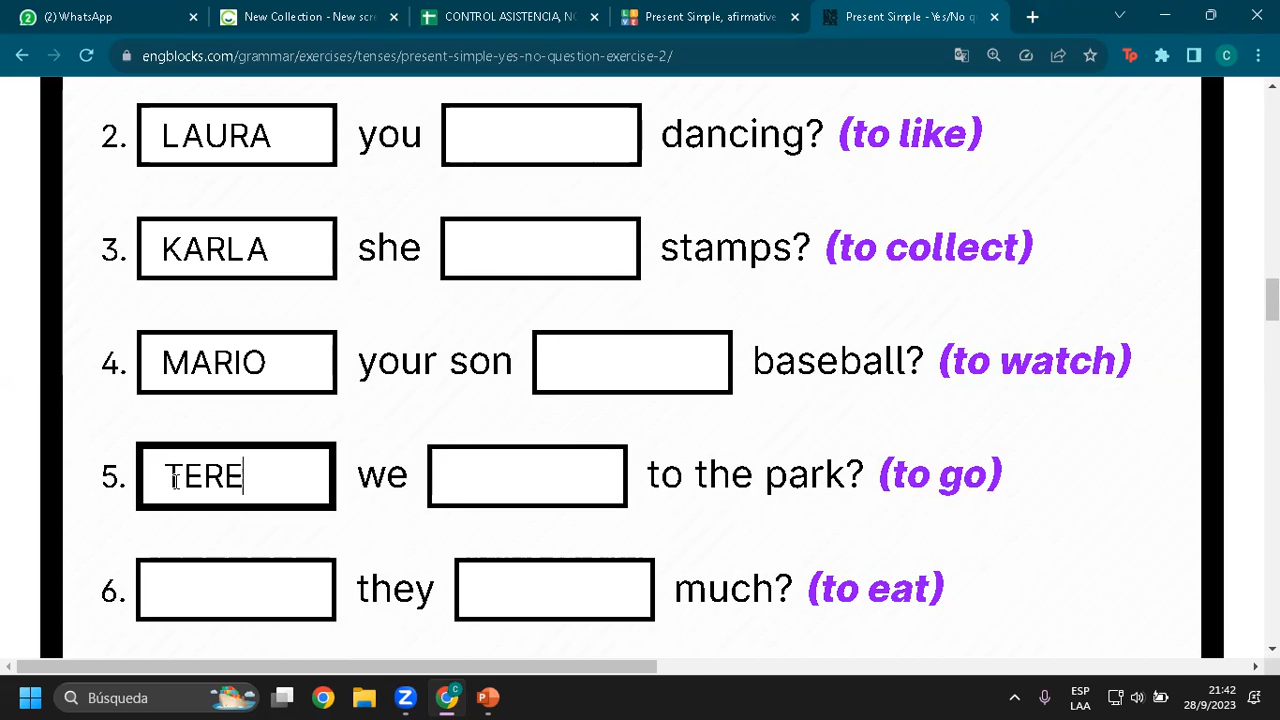 (2) WhatsApp
New Collection - New scr
CONTROL ASISTENCIA, NO
Present Simple, afirmative
Present Simple - Yes/No q
engblocks.com/grammar/exercises/tenses/present-simple-yes-no-question-exercise-2/
2. LAURA you dancing? (to like)
3. KARLA she stamps? (to collect)
4. MARIO your son baseball? (to watch)
5. TERE we to the park? (to go)
6. they much? (to eat)
Búsqueda
ESP
LAA
21:42
28/9/2023